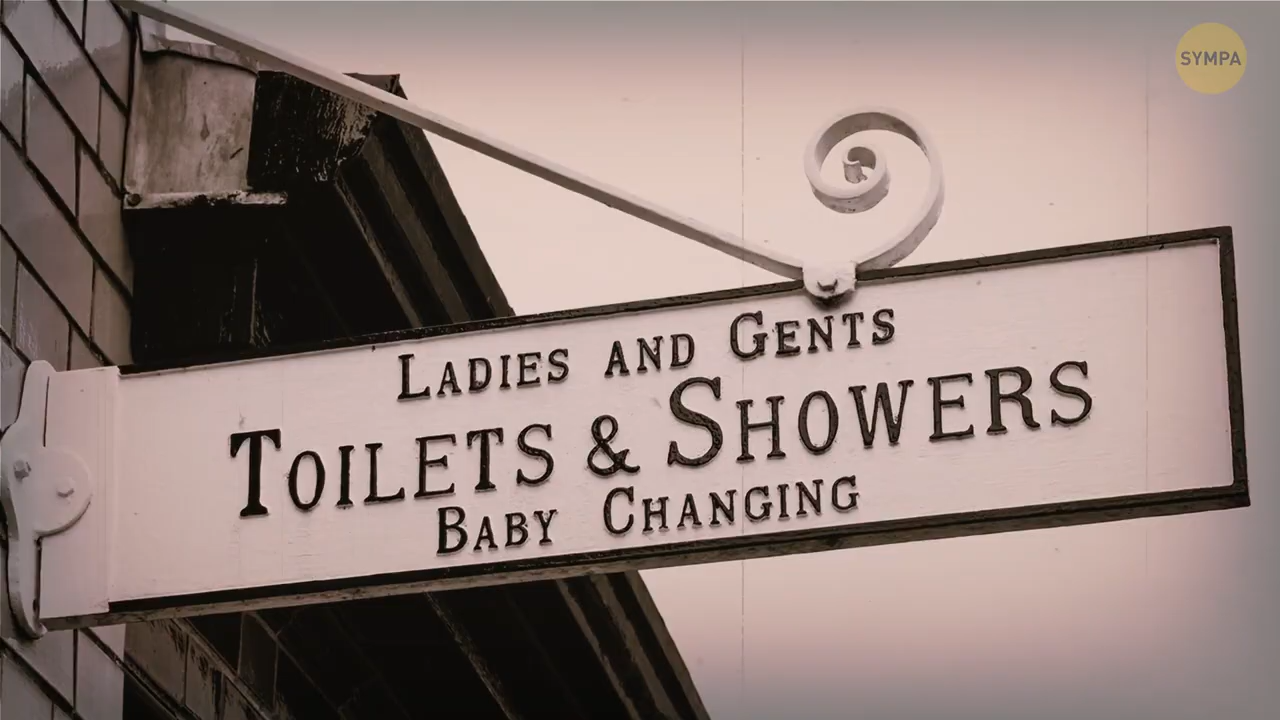 SYMPA
LADIES AND GENTS
TOILETS & SHOWERS
BABY CHANGING